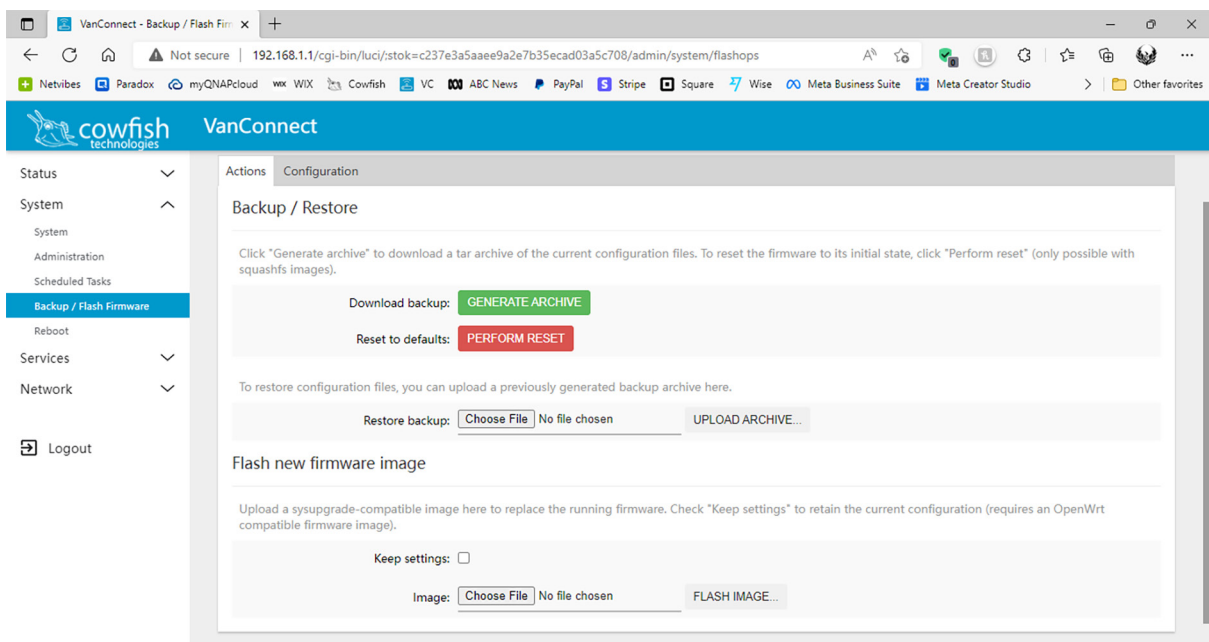 VanConnect - Backup / Flash Firm
Not secure | 192.168.1.1/cgi-bin/luci/;stok=c237e3a5aaee9a2e7b35ecad03a5c708/admin/system/flashops
Netvibes Paradox myQNAPcloud WIX WIX Cowfish VC ABC News PayPal S Stripe Square Wise Meta Business Suite Meta Creator Studio Other favorites
cowfish
technologies
VanConnect
Status
System
System
Administration
Scheduled Tasks
Backup / Flash Firmware
Reboot
Services
Network
Logout
Actions Configuration
Backup / Restore
Click "Generate archive" to download a tar archive of the current configuration files. To reset the firmware to its initial state, click "Perform reset" (only possible with
squashfs images).
Download backup: GENERATE ARCHIVE
Reset to defaults: PERFORM RESET
To restore configuration files, you can upload a previously generated backup archive here.
Restore backup: Choose File No file chosen UPLOAD ARCHIVE...
Flash new firmware image
Upload a sysupgrade-compatible image here to replace the running firmware. Check "Keep settings" to retain the current configuration (requires an OpenWrt
compatible firmware image).
Keep settings:
Image: Choose File No file chosen FLASH IMAGE...